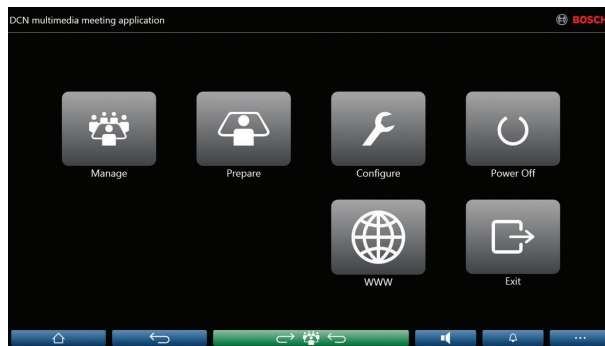 DCN multimedia meeting application
BOSCH
Manage
Prepare
Configure
Power Off
WWW
Exit